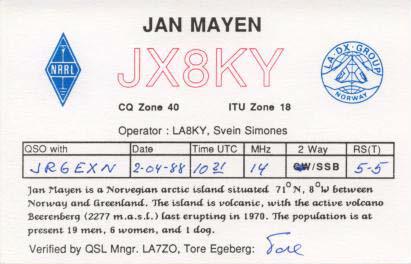 JAN MAYEN
NRRL
JX8KY
LA-DX-GROUP
NORWAY
CQ Zone 40 ITU Zone 18
Operator : LA8KY, Svein Simones
QSO with Date Time UTC MHz 2 Way RS(T)
JR6EXN 2-04-88 1021 14 CW/SSB 5-5
Jan Mayen is a Norwegian arctic island situated 71°N, 8°W between
Norway and Greenland. The island is volcanic, with the active volcano
Beerenberg (2277 m.a.s.l.) last erupting in 1970. The population is at
present 19 men, 6 women, and 1 dog.
Verified by QSL Mngr. LA7ZO, Tore Egeberg: Tore